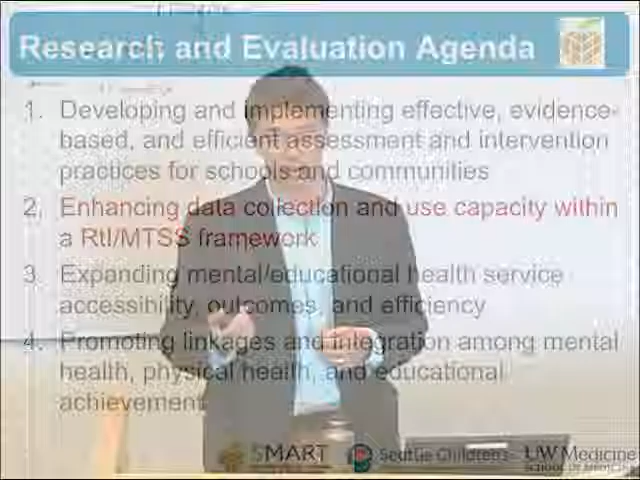 Research and Evaluation Agenda
1. Developing and implementing effective, evidence-
based, and efficient assessment and intervention
practices for schools and communities
2. Enhancing data collection and use capacity within
a RtI/MTSS framework
3. Expanding mental/educational health service
accessibility, outcomes, and efficiency
4. Promoting linkages and integration among mental
health, physical health, and educational
achievement
SMART Seattle Children's UW Medicine
SCHOOL OF MEDICINE